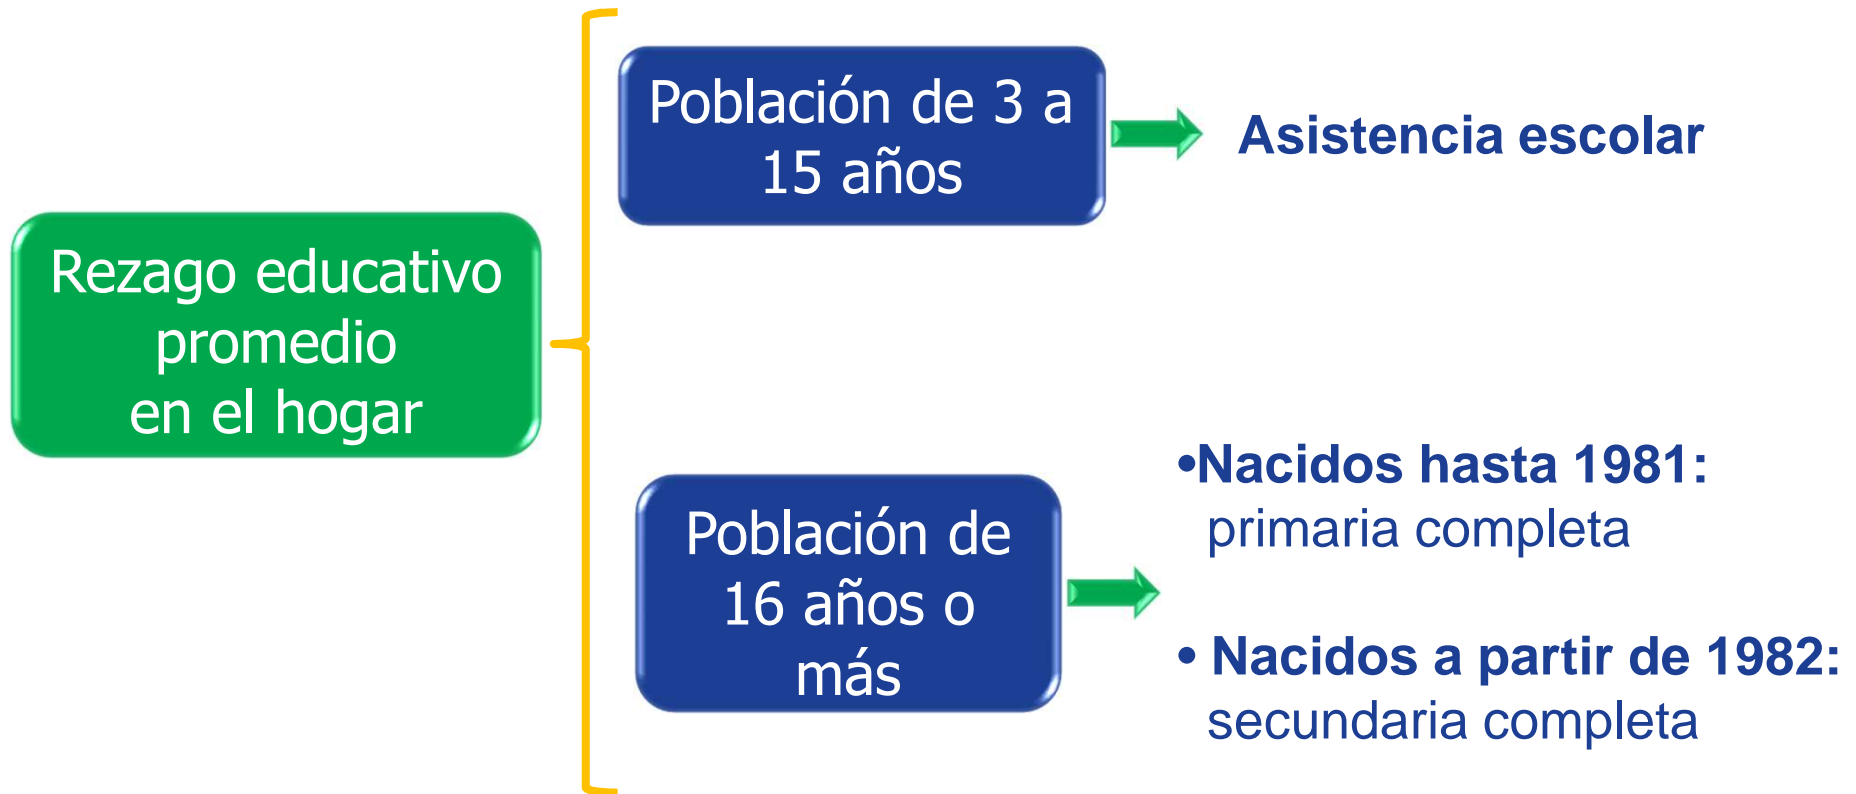 Rezago educativo
promedio
en el hogar
Población de 3 a
15 años
Asistencia escolar
Población de
16 años o
más
•Nacidos hasta 1981:
primaria completa
• Nacidos a partir de 1982:
secundaria completa